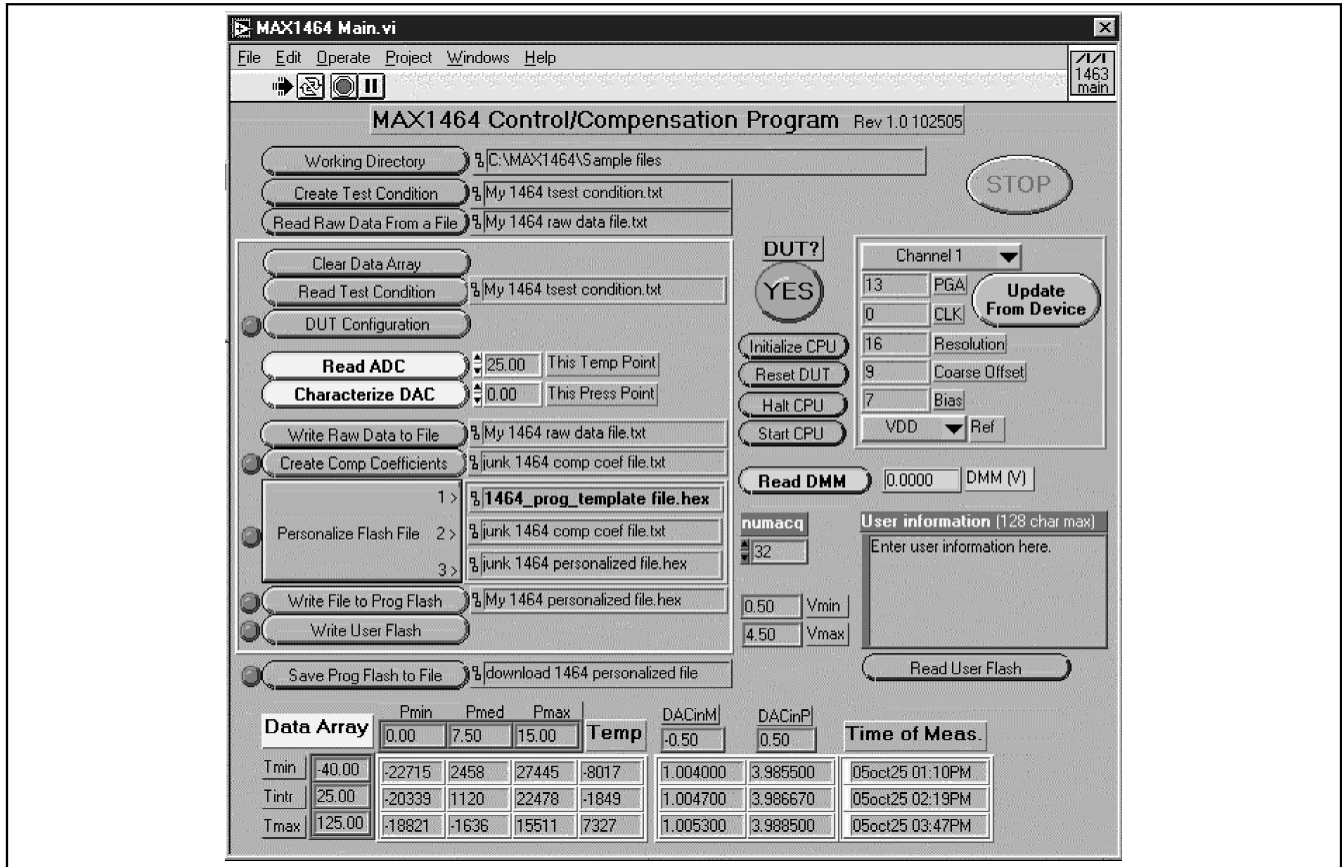 MAX1464 Main.vi
File Edit Operate Project Windows Help
1463
main
MAX1464 Control/Compensation Program Rev 1.0 102505
Working Directory C:\MAX1464\Sample files
Create Test Condition My 1464 tsest condition.txt
Read Raw Data From a File My 1464 raw data file.txt
STOP
Clear Data Array
Read Test Condition My 1464 tsest condition.txt
DUT Configuration
Read ADC 25.00 This Temp Point
Characterize DAC 0.00 This Press Point
Write Raw Data to File My 1464 raw data file.txt
Create Comp Coefficients junk 1464 comp coef file.txt
Personalize Flash File
1> 1464_prog_template file.hex
2> junk 1464 comp coef file.txt
3> junk 1464 personalized file.hex
Write File to Prog Flash My 1464 personalized file.hex
Write User Flash
Save Prog Flash to File download 1464 personalized file
DUT?
YES
Initialize CPU
Reset DUT
Halt CPU
Start CPU
Channel 1
13 PGA
0 CLK
Update
From Device
16 Resolution
9 Coarse Offset
7 Bias
VDD Ref
Read DMM 0.0000 DMM (V)
numacq
32
0.50 Vmin
4.50 Vmax
User information (128 char max)
Enter user information here.
Read User Flash
Pmin Pmed Pmax DACinM DACinP
Data Array 0.00 7.50 15.00 Temp -0.50 0.50 Time of Meas.
Tmin -40.00 -22715 2458 27445 -8017 1.004000 3.985500 05oct25 01:10PM
Tintr 25.00 -20339 1120 22478 -1849 1.004700 3.986670 05oct25 02:19PM
Tmax 125.00 -18821 -1636 15511 7327 1.005300 3.988500 05oct25 03:47PM